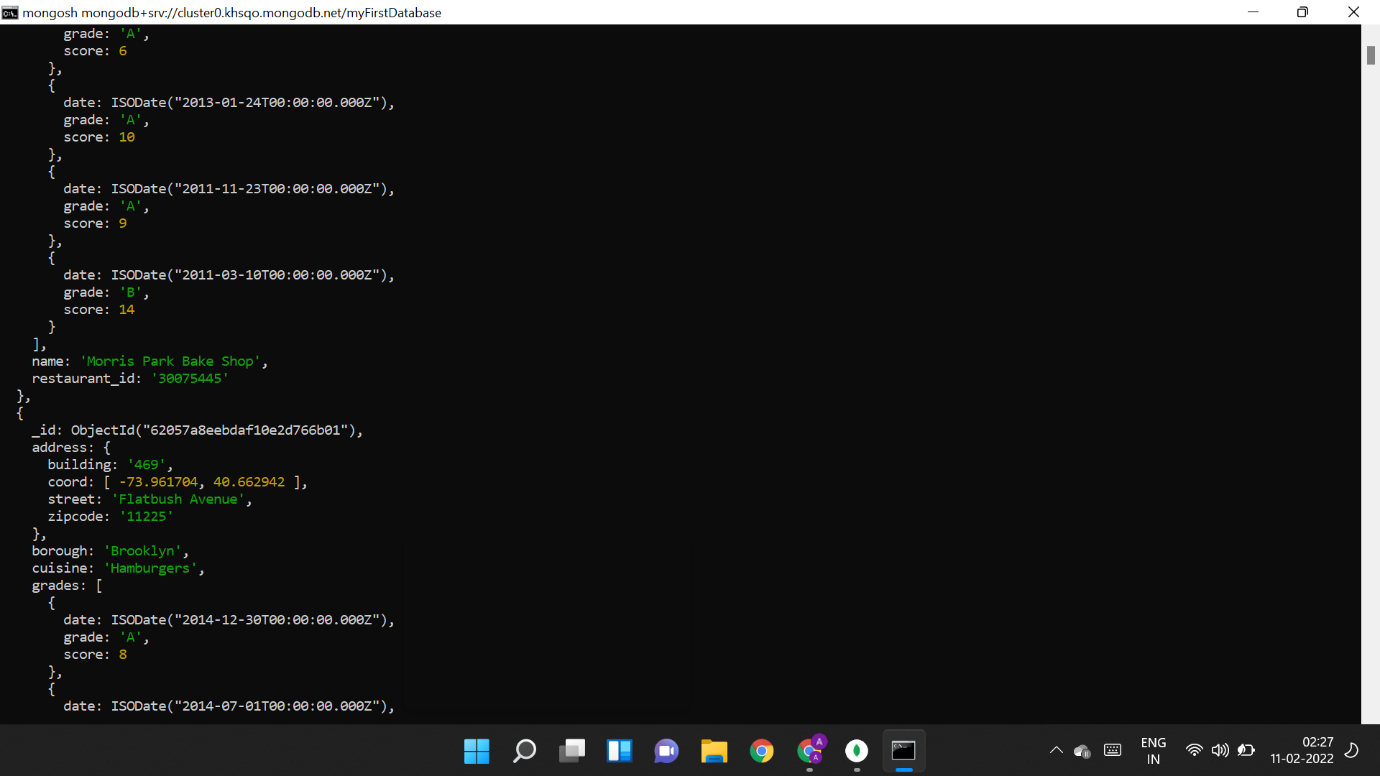 mongosh mongodb+srv://cluster0.khsqo.mongodb.net/myFirstDatabase
grade: 'A',
score: 6
},
{
date: ISODate("2013-01-24T00:00:00.000Z"),
grade: 'A',
score: 10
},
{
date: ISODate("2011-11-23T00:00:00.000Z"),
grade: 'A',
score: 9
},
{
date: ISODate("2011-03-10T00:00:00.000Z"),
grade: 'B',
score: 14
}
],
name: 'Morris Park Bake Shop',
restaurant_id: '30075445'
},
{
_id: ObjectId("62057a8eebdaf10e2d766b01"),
address: {
building: '469',
coord: [ -73.961704, 40.662942 ],
street: 'Flatbush Avenue',
zipcode: '11225'
},
borough: 'Brooklyn',
cuisine: 'Hamburgers',
grades: [
{
date: ISODate("2014-12-30T00:00:00.000Z"),
grade: 'A',
score: 8
},
{
date: ISODate("2014-07-01T00:00:00.000Z"),
A
A
ENG
IN
02:27
11-02-2022